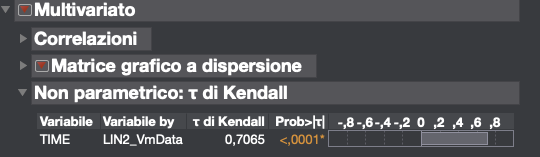 Multivariato
Correlazioni
Matrice grafico a dispersione
Non parametrico: τ di Kendall
Variabile Variabile by τ di Kendall Prob>|τ| -,8 -,6 -,4 -,2 0 ,2 ,4 ,6 ,8
TIME LIN2_VmData 0,7065 <,0001*